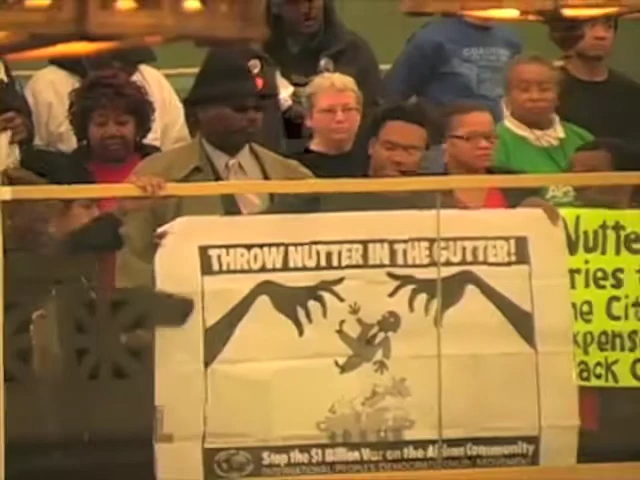 THROW NUTTER IN THE GUTTER!
Stop the $1 Billion War on the African Community
INTERNATIONAL PEOPLE'S DEMOCRATIC UHURU MOVEMENT
Nutte
ries
e Cit
xpens
ack C